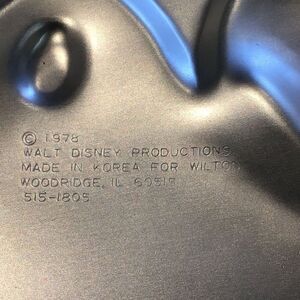 © 1978
WALT DISNEY PRODUCTIONS
MADE IN KOREA FOR WILTON
WOODRIDGE, IL 60517
515-1805